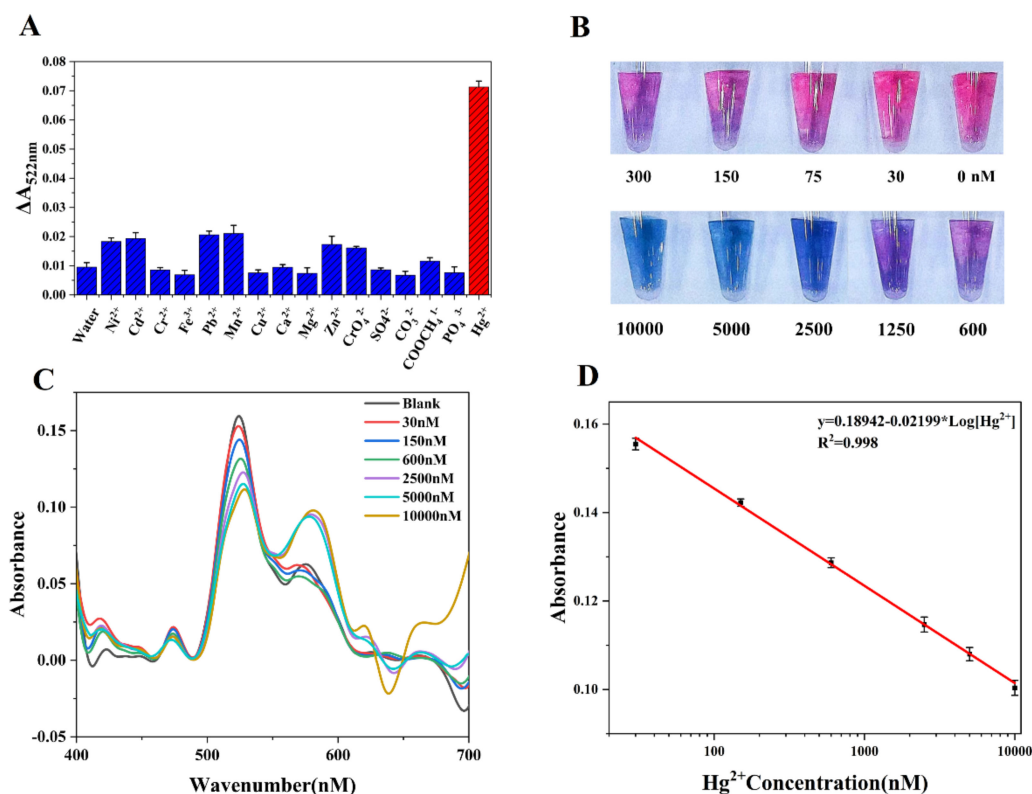 A
ΔA522nm
0.08
0.07
0.06
0.05
0.04
0.03
0.02
0.01
0.00
Water
Ni²⁺
Cd²⁺
Cr²⁺
Fe³⁺
Pb²⁺
Mn²⁺
Cu²⁺
Ca²⁺
Mg²⁺
Zn²⁺
CrO₄²⁻
SO4²⁻
CO₃²⁻
COOCH₄¹⁻
PO₄³⁻
Hg²⁺
B
300 150 75 30 0 nM
10000 5000 2500 1250 600
C
Absorbance
0.15
0.10
0.05
0.00
-0.05
Blank
30nM
150nM
600nM
2500nM
5000nM
10000nM
400 500 600 700
Wavenumber(nM)
D
Absorbance
0.16
0.14
0.12
0.10
y=0.18942-0.02199*Log[Hg²⁺]
R²=0.998
100 1000 10000
Hg²⁺Concentration(nM)